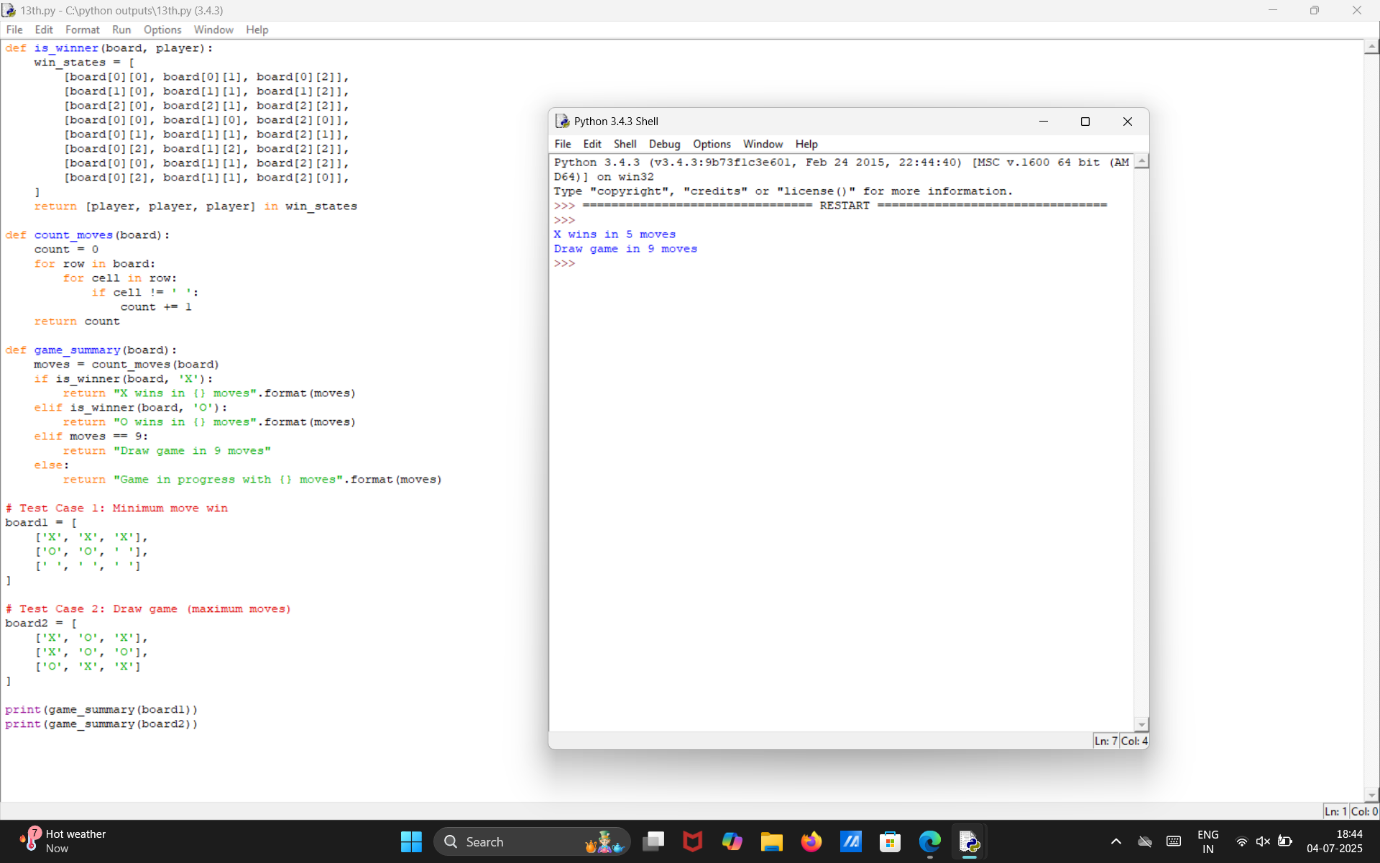 13th.py - C:\python outputs\13th.py (3.4.3)
File Edit Format Run Options Window Help
def is_winner(board, player):
    win_states = [
        [board[0][0], board[0][1], board[0][2]],
        [board[1][0], board[1][1], board[1][2]],
        [board[2][0], board[2][1], board[2][2]],
        [board[0][0], board[1][0], board[2][0]],
        [board[0][1], board[1][1], board[2][1]],
        [board[0][2], board[1][2], board[2][2]],
        [board[0][0], board[1][1], board[2][2]],
        [board[0][2], board[1][1], board[2][0]],
    ]
    return [player, player, player] in win_states
def count_moves(board):
    count = 0
    for row in board:
        for cell in row:
            if cell != ' ':
                count += 1
    return count
def game_summary(board):
    moves = count_moves(board)
    if is_winner(board, 'X'):
        return "X wins in {} moves".format(moves)
    elif is_winner(board, 'O'):
        return "O wins in {} moves".format(moves)
    elif moves == 9:
        return "Draw game in 9 moves"
    else:
        return "Game in progress with {} moves".format(moves)
# Test Case 1: Minimum move win
board1 = [
    ['X', 'X', 'X'],
    ['O', 'O', ' '],
    [' ', ' ', ' ']
]
# Test Case 2: Draw game (maximum moves)
board2 = [
    ['X', 'O', 'X'],
    ['X', 'O', 'O'],
    ['O', 'X', 'X']
]
print(game_summary(board1))
print(game_summary(board2))
Ln: 1 Col: 0
Python 3.4.3 Shell
File Edit Shell Debug Options Window Help
Python 3.4.3 (v3.4.3:9b73f1c3e601, Feb 24 2015, 22:44:40) [MSC v.1600 64 bit (AM
D64)] on win32
Type "copyright", "credits" or "license()" for more information.
>>> ================================ RESTART ================================
>>>
X wins in 5 moves
Draw game in 9 moves
>>>
Ln: 7 Col: 4
7
Hot weather
Now
Search
ENG
IN
18:44
04-07-2025